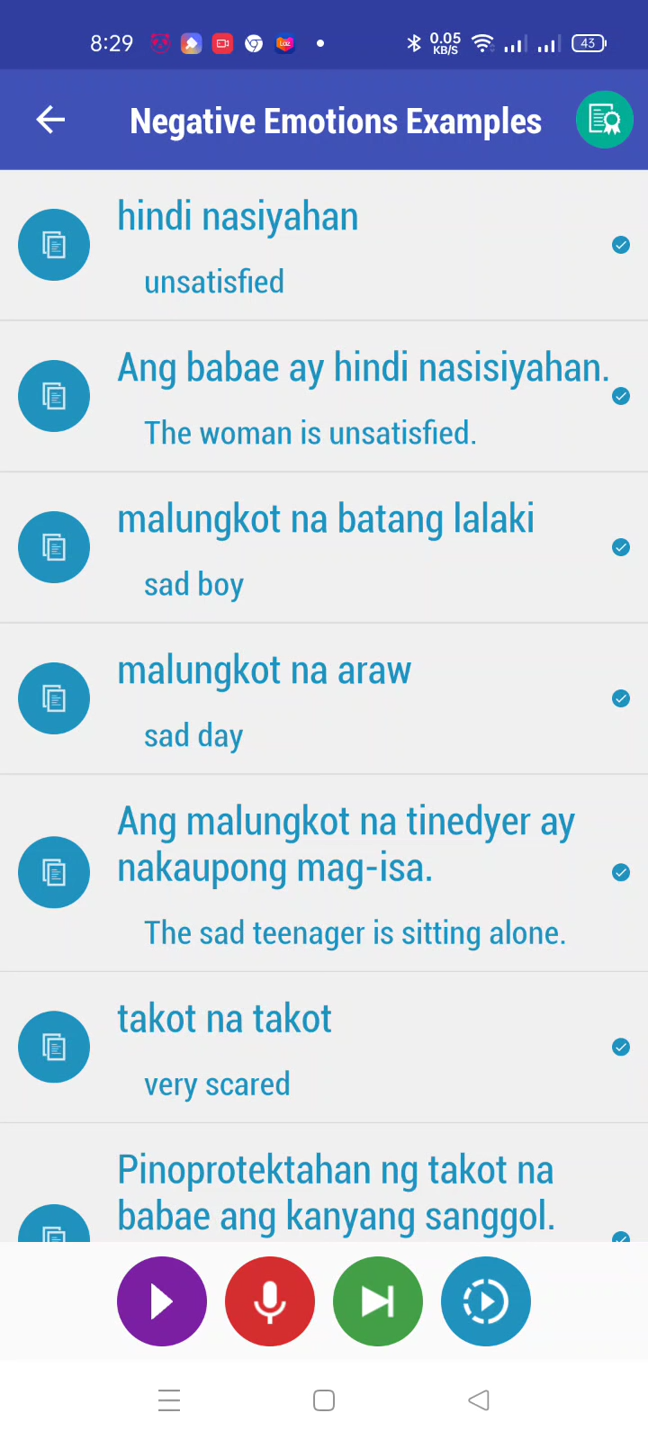 8:29
0.05
KB/S
43
Negative Emotions Examples
hindi nasiyahan
unsatisfied
Ang babae ay hindi nasisiyahan.
The woman is unsatisfied.
malungkot na batang lalaki
sad boy
malungkot na araw
sad day
Ang malungkot na tinedyer ay
nakaupong mag-isa.
The sad teenager is sitting alone.
takot na takot
very scared
Pinoprotektahan ng takot na
babae ang kanyang sanggol.